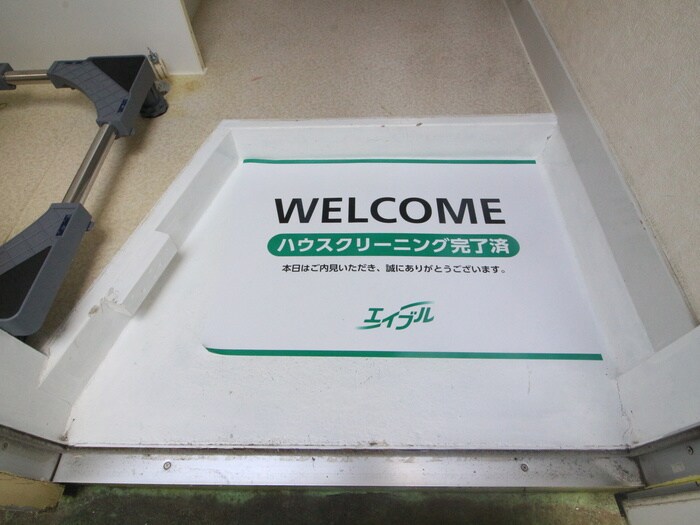 WELCOME
ハウスクリーニング完了済
本日はご内見いただき、誠にありがとうございます。
エイブル